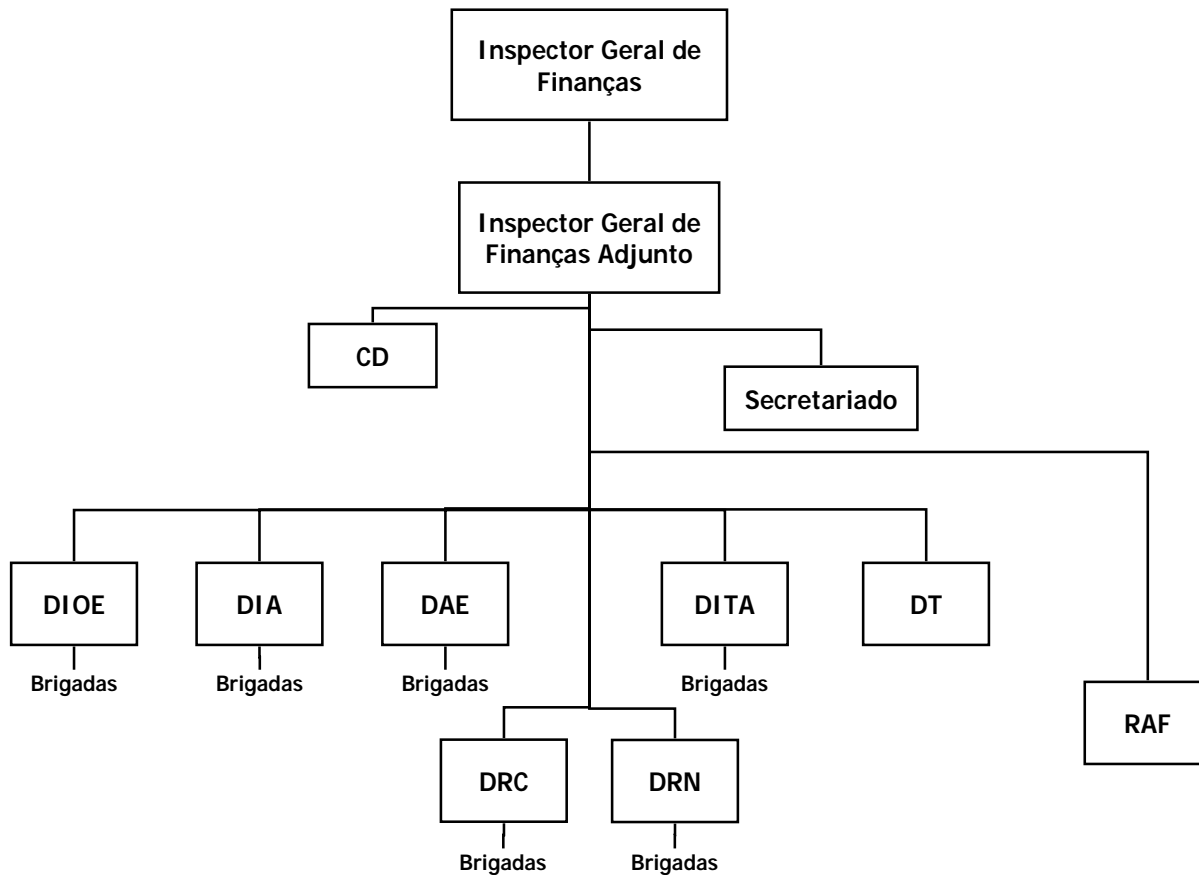 Inspector Geral de
Finanças
Inspector Geral de
Finanças Adjunto
CD
Secretariado
DIOE
DIA
DAE
DITA
DT
Brigadas
Brigadas
Brigadas
Brigadas
RAF
DRC
DRN
Brigadas
Brigadas